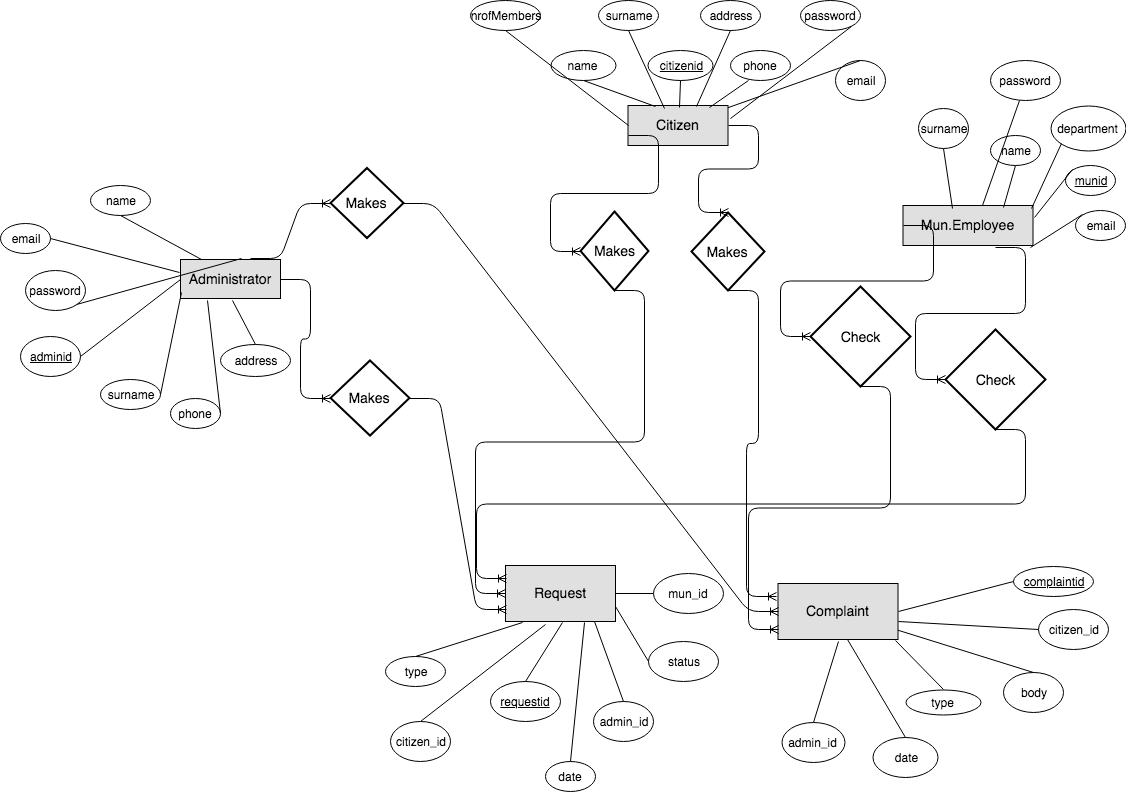 nrofMembers
surname
address
password
name
citizenid
phone
email
Citizen
password
surname
department
name
munid
email
Mun.Employee
name
email
password
adminid
surname
phone
address
Administrator
Makes
Makes
Makes
Makes
Check
Check
Request
mun_id
status
type
requestid
citizen_id
admin_id
date
Complaint
complaintid
citizen_id
body
type
admin_id
date